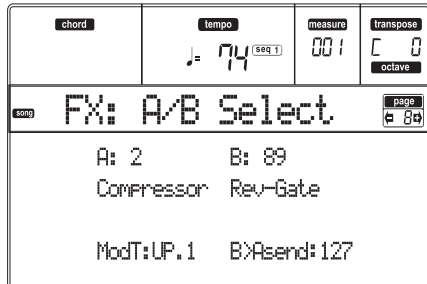 chord tempo measure transpose
♩= 74 seq 1 001 C 0
octave
song FX: A/B Select page 8
A: 2 B: 89
Compressor Rev-Gate
ModT:UP.1 B>Asend:127